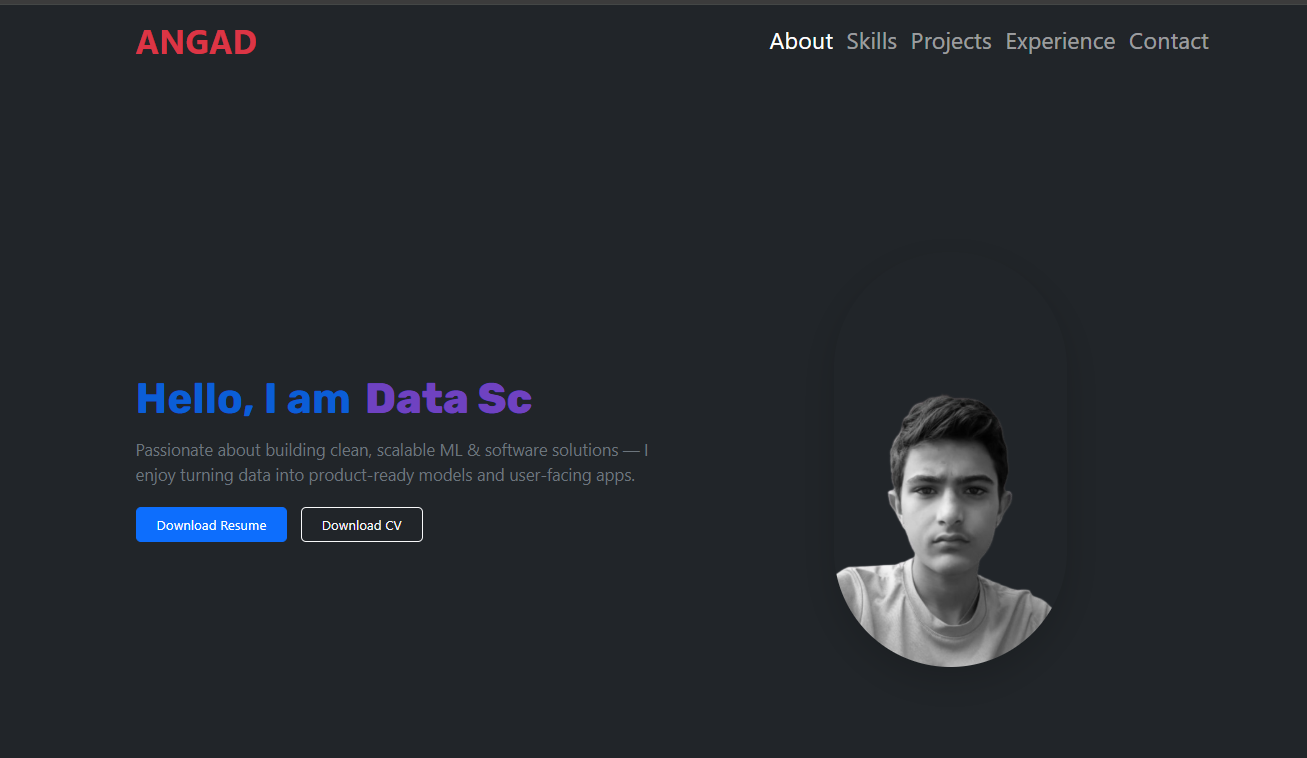 ANGAD
About Skills Projects Experience Contact
Hello, I am Data Sc
Passionate about building clean, scalable ML & software solutions — I
enjoy turning data into product-ready models and user-facing apps.
Download Resume
Download CV